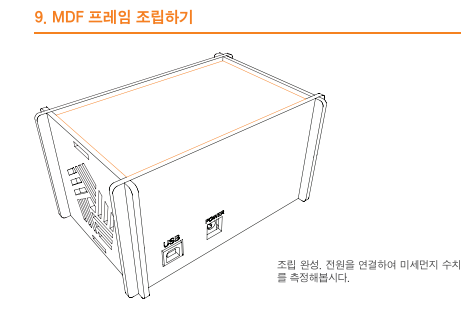 9. MDF 프레임 조립하기
USB
POWER
조립 완성. 전원을 연결하여 미세먼지 수치
를 측정해봅시다.